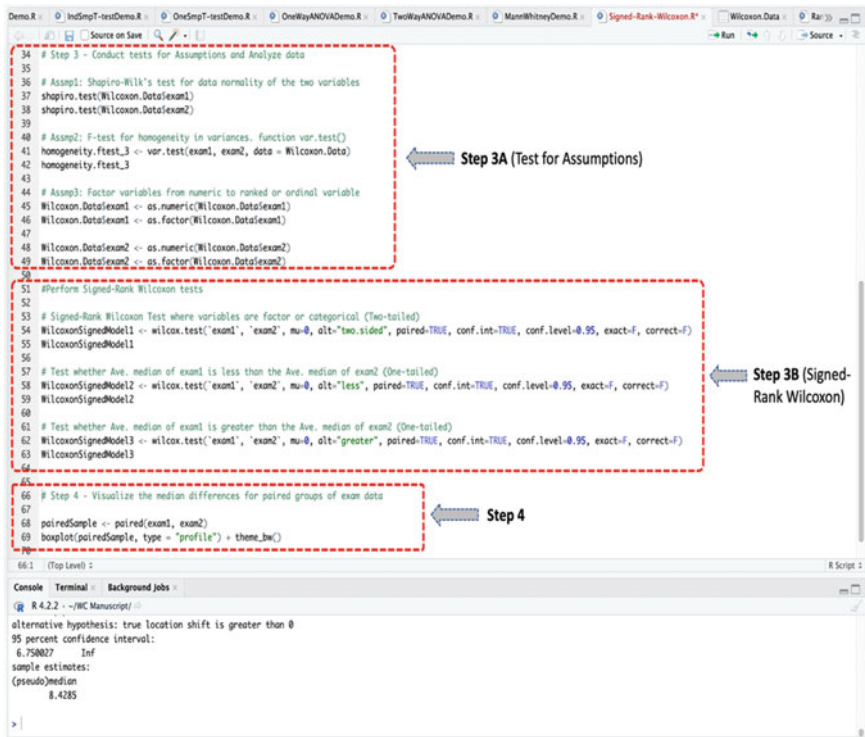 Demo.R × IndSmpT-testDemo.R × OneSmpT-testDemo.R × OneWayANOVADemo.R × TwoWayANOVADemo.R × MannWhitneyDemo.R × Signed-Rank-Wilcoxon.R* × Wilcoxon.Data × Rar
Source on Save Run Source
34 # Step 3 - Conduct tests for Assumptions and Analyze data
35
36 # Assmp1: Shapiro-Wilk's test for data normality of the two variables
37 shapiro.test(Wilcoxon.Data$exam1)
38 shapiro.test(Wilcoxon.Data$exam2)
39
40 # Assmp2: F-test for homogeneity in variances. function var.test()
41 homogeneity.ftest_3 <- var.test(exam1, exam2, data = Wilcoxon.Data)
42 homogeneity.ftest_3
43
44 # Assmp3: Factor variables from numeric to ranked or ordinal variable
45 Wilcoxon.Data$exam1 <- as.numeric(Wilcoxon.Data$exam1)
46 Wilcoxon.Data$exam1 <- as.factor(Wilcoxon.Data$exam1)
47
48 Wilcoxon.Data$exam2 <- as.numeric(Wilcoxon.Data$exam2)
49 Wilcoxon.Data$exam2 <- as.factor(Wilcoxon.Data$exam2)
Step 3A (Test for Assumptions)
50
51 #Perform Signed-Rank Wilcoxon tests
52
53 # Signed-Rank Wilcoxon Test where variables are factor or categorical (Two-tailed)
54 WilcoxonSignedModel1 <- wilcox.test(`exam1`, `exam2`, mu=0, alt="two.sided", paired=TRUE, conf.int=TRUE, conf.level=0.95, exact=F, correct=F)
55 WilcoxonSignedModel1
56
57 # Test whether Ave. median of exam1 is less than the Ave. median of exam2 (One-tailed)
58 WilcoxonSignedModel2 <- wilcox.test(`exam1`, `exam2`, mu=0, alt="less", paired=TRUE, conf.int=TRUE, conf.level=0.95, exact=F, correct=F)
59 WilcoxonSignedModel2
60
61 # Test whether Ave. median of exam1 is greater than the Ave. median of exam2 (One-tailed)
62 WilcoxonSignedModel3 <- wilcox.test(`exam1`, `exam2`, mu=0, alt="greater", paired=TRUE, conf.int=TRUE, conf.level=0.95, exact=F, correct=F)
63 WilcoxonSignedModel3
64
Step 3B (Signed-
Rank Wilcoxon)
65
66 # Step 4 - Visualize the median differences for paired groups of exam data
67
68 pairedSample <- paired(exam1, exam2)
69 boxplot(pairedSample, type = "profile") + theme_bw()
70
Step 4
66:1 (Top Level) R Script
Console Terminal × Background Jobs ×
R 4.2.2 · ~/WC Manuscript/
alternative hypothesis: true location shift is greater than 0
95 percent confidence interval:
6.750027 Inf
sample estimates:
(pseudo)median
8.4285
>